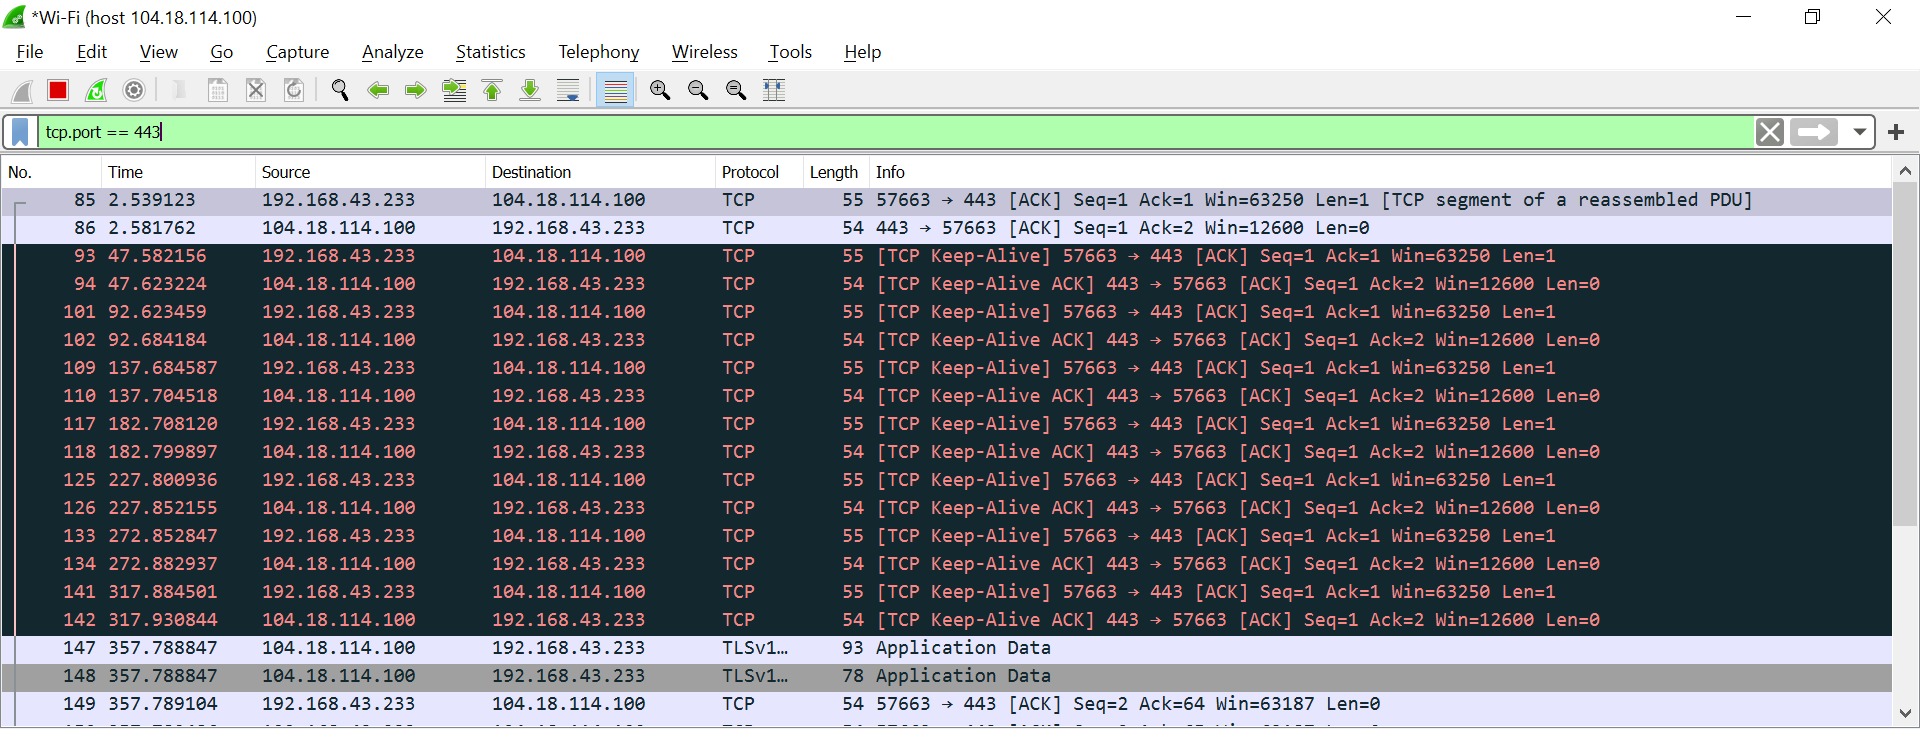 *Wi-Fi (host 104.18.114.100)
File Edit View Go Capture Analyze Statistics Telephony Wireless Tools Help
tcp.port == 443
No. Time Source Destination Protocol Length Info
85 2.539123 192.168.43.233 104.18.114.100 TCP 55 57663 → 443 [ACK] Seq=1 Ack=1 Win=63250 Len=1 [TCP segment of a reassembled PDU]
86 2.581762 104.18.114.100 192.168.43.233 TCP 54 443 → 57663 [ACK] Seq=1 Ack=2 Win=12600 Len=0
93 47.582156 192.168.43.233 104.18.114.100 TCP 55 [TCP Keep-Alive] 57663 → 443 [ACK] Seq=1 Ack=1 Win=63250 Len=1
94 47.623224 104.18.114.100 192.168.43.233 TCP 54 [TCP Keep-Alive ACK] 443 → 57663 [ACK] Seq=1 Ack=2 Win=12600 Len=0
101 92.623459 192.168.43.233 104.18.114.100 TCP 55 [TCP Keep-Alive] 57663 → 443 [ACK] Seq=1 Ack=1 Win=63250 Len=1
102 92.684184 104.18.114.100 192.168.43.233 TCP 54 [TCP Keep-Alive ACK] 443 → 57663 [ACK] Seq=1 Ack=2 Win=12600 Len=0
109 137.684587 192.168.43.233 104.18.114.100 TCP 55 [TCP Keep-Alive] 57663 → 443 [ACK] Seq=1 Ack=1 Win=63250 Len=1
110 137.704518 104.18.114.100 192.168.43.233 TCP 54 [TCP Keep-Alive ACK] 443 → 57663 [ACK] Seq=1 Ack=2 Win=12600 Len=0
117 182.708120 192.168.43.233 104.18.114.100 TCP 55 [TCP Keep-Alive] 57663 → 443 [ACK] Seq=1 Ack=1 Win=63250 Len=1
118 182.799897 104.18.114.100 192.168.43.233 TCP 54 [TCP Keep-Alive ACK] 443 → 57663 [ACK] Seq=1 Ack=2 Win=12600 Len=0
125 227.800936 192.168.43.233 104.18.114.100 TCP 55 [TCP Keep-Alive] 57663 → 443 [ACK] Seq=1 Ack=1 Win=63250 Len=1
126 227.852155 104.18.114.100 192.168.43.233 TCP 54 [TCP Keep-Alive ACK] 443 → 57663 [ACK] Seq=1 Ack=2 Win=12600 Len=0
133 272.852847 192.168.43.233 104.18.114.100 TCP 55 [TCP Keep-Alive] 57663 → 443 [ACK] Seq=1 Ack=1 Win=63250 Len=1
134 272.882937 104.18.114.100 192.168.43.233 TCP 54 [TCP Keep-Alive ACK] 443 → 57663 [ACK] Seq=1 Ack=2 Win=12600 Len=0
141 317.884501 192.168.43.233 104.18.114.100 TCP 55 [TCP Keep-Alive] 57663 → 443 [ACK] Seq=1 Ack=1 Win=63250 Len=1
142 317.930844 104.18.114.100 192.168.43.233 TCP 54 [TCP Keep-Alive ACK] 443 → 57663 [ACK] Seq=1 Ack=2 Win=12600 Len=0
147 357.788847 104.18.114.100 192.168.43.233 TLSv1… 93 Application Data
148 357.788847 104.18.114.100 192.168.43.233 TLSv1… 78 Application Data
149 357.789104 192.168.43.233 104.18.114.100 TCP 54 57663 → 443 [ACK] Seq=2 Ack=64 Win=63187 Len=0